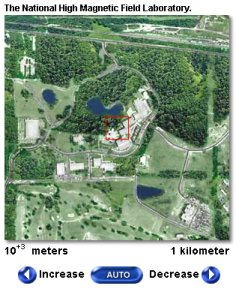 The National High Magnetic Field Laboratory.
10+3 meters 1 kilometer
Increase AUTO Decrease